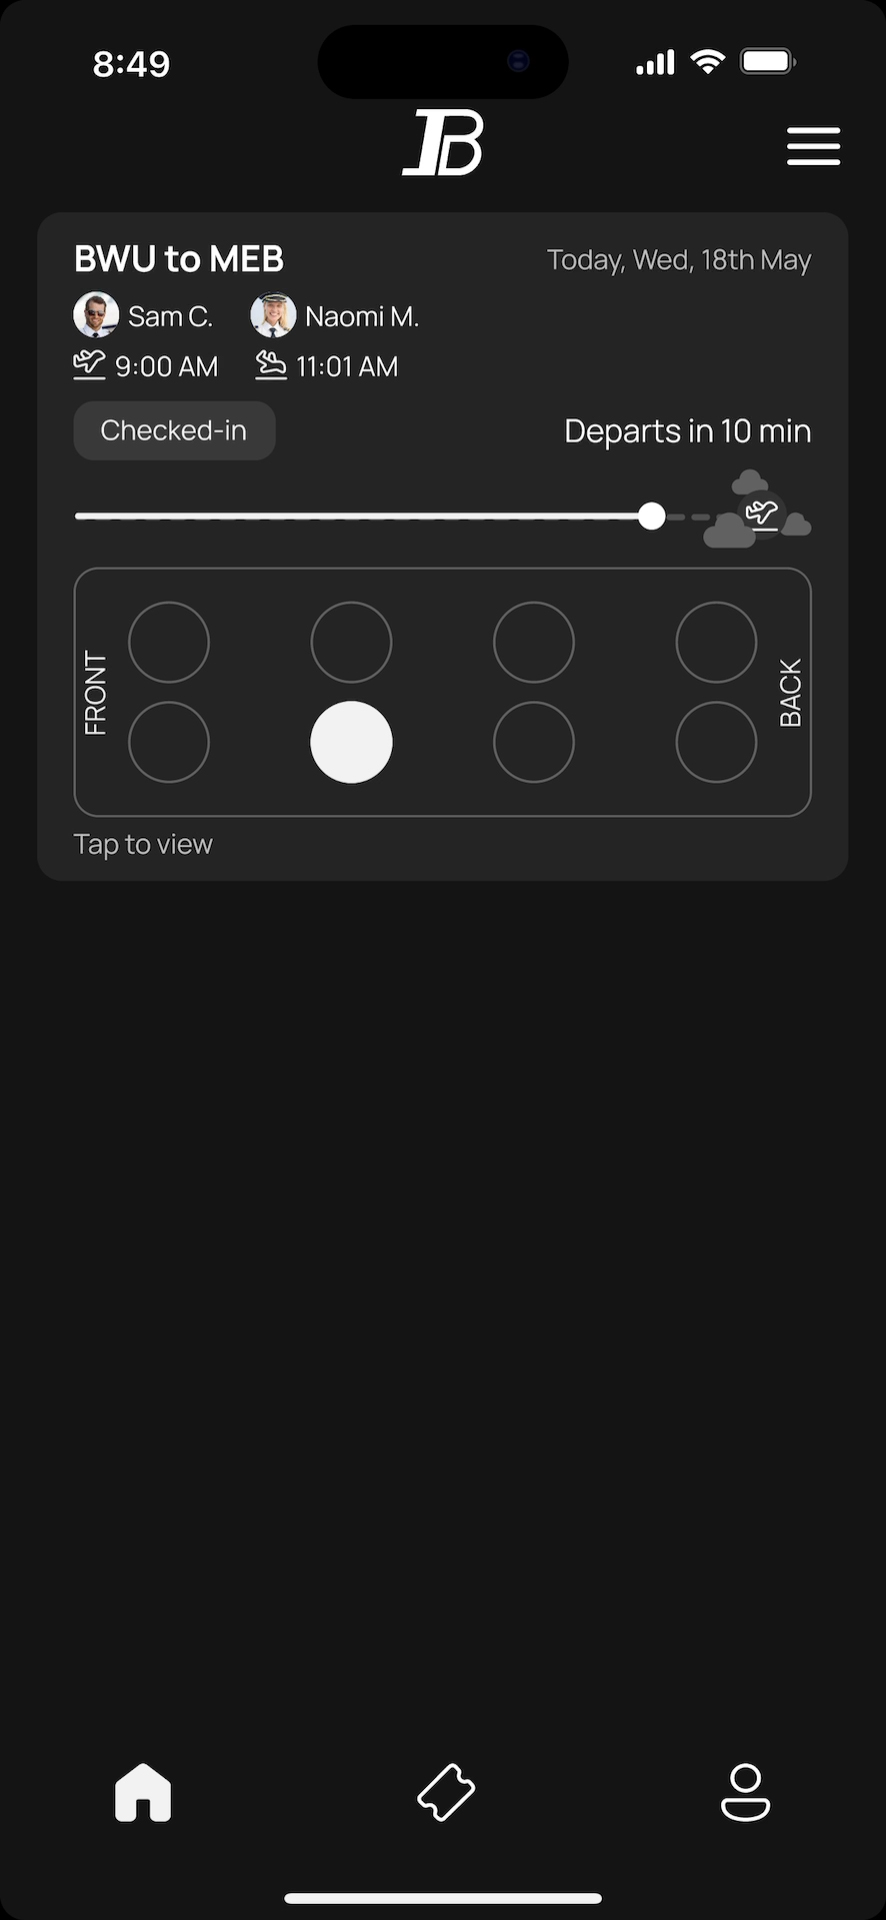 8:49
B
BWU to MEB
Today, Wed, 18th May
Sam C.
Naomi M.
9:00 AM
11:01 AM
Checked-in
Departs in 10 min
FRONT
BACK
Tap to view